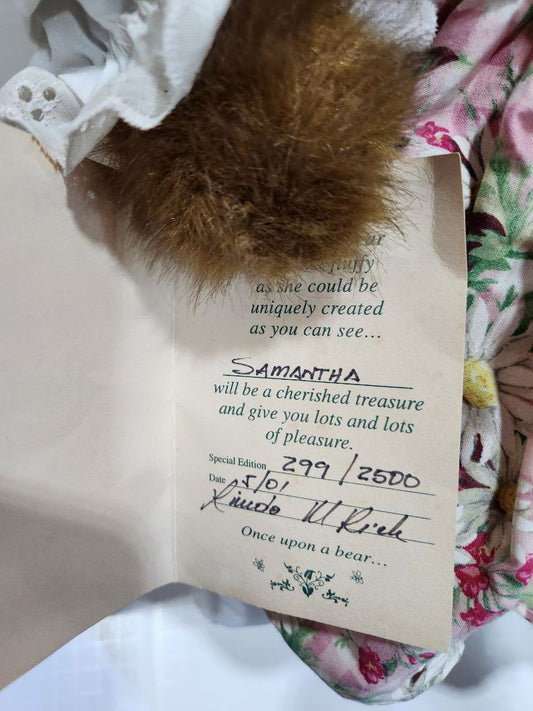 as she could be
uniquely created
as you can see...
SAMANTHA
will be a cherished treasure
and give you lots and lots
of pleasure.
Special Edition 299/2500
Date 5/01
M Rich
Once upon a bear...